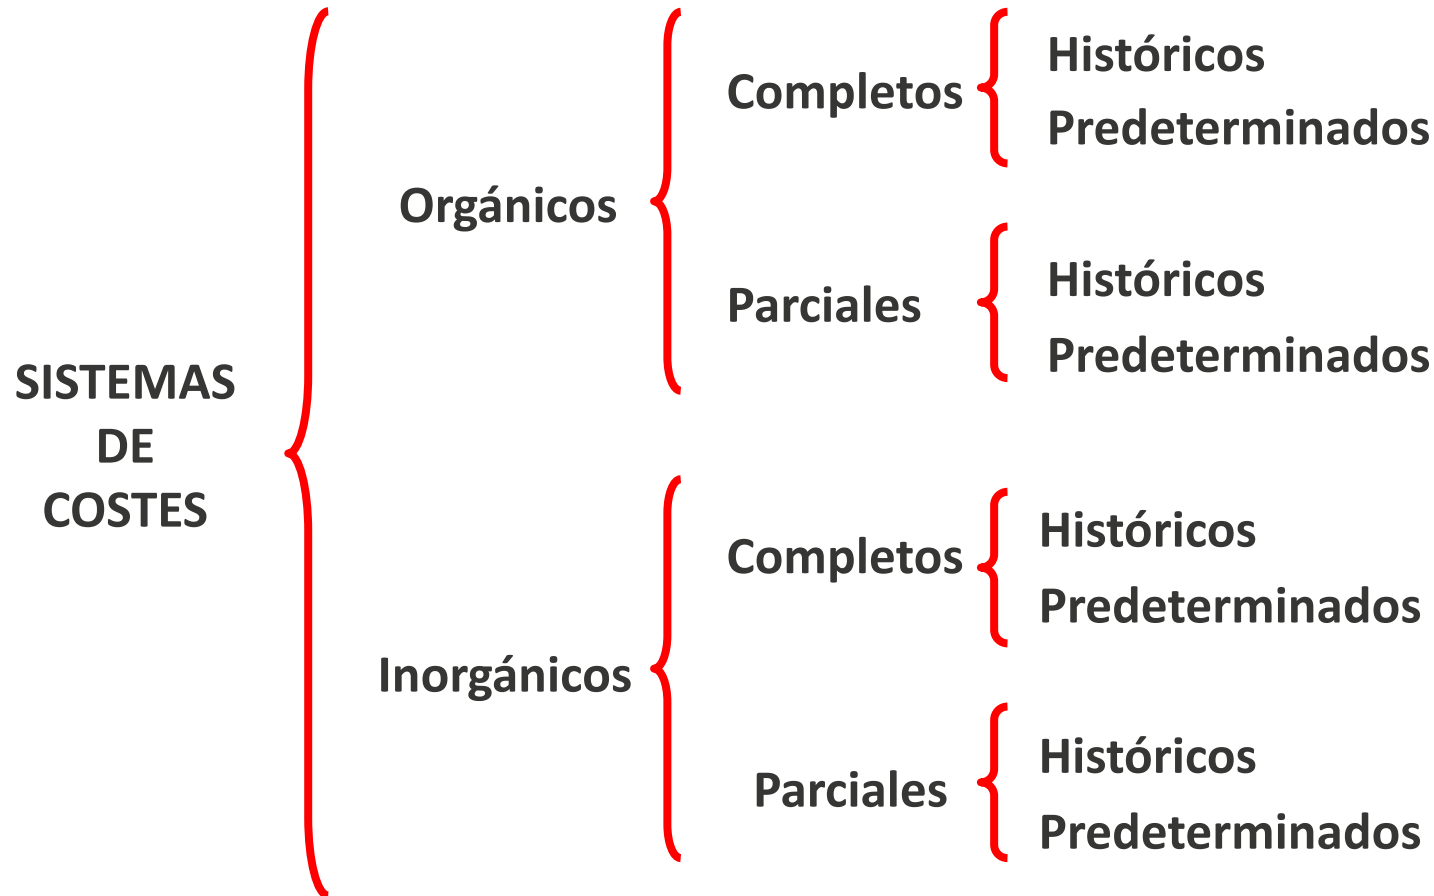 SISTEMAS
DE
COSTES
Orgánicos
Completos
Históricos
Predeterminados
Parciales
Históricos
Predeterminados
Inorgánicos
Completos
Históricos
Predeterminados
Parciales
Históricos
Predeterminados